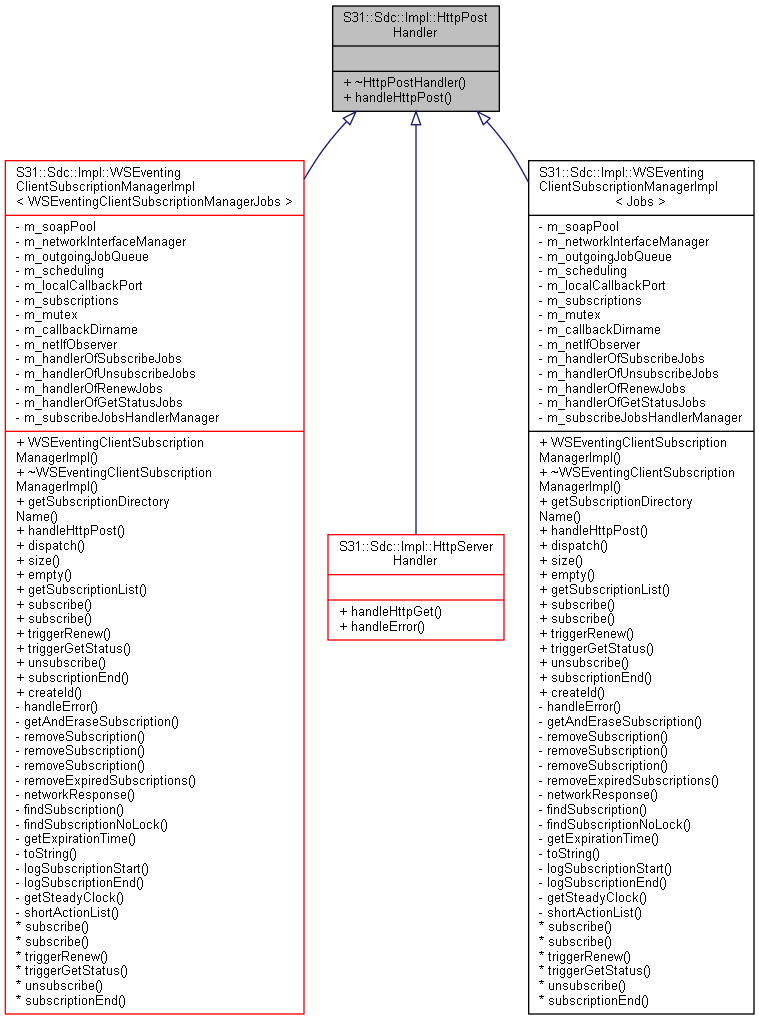 S31::Sdc::Impl::HttpPost
Handler
+ ~HttpPostHandler()
+ handleHttpPost()
S31::Sdc::Impl::WSEventing
ClientSubscriptionManagerImpl
< WSEventingClientSubscriptionManagerJobs >
- m_soapPool
- m_networkInterfaceManager
- m_outgoingJobQueue
- m_scheduling
- m_localCallbackPort
- m_subscriptions
- m_mutex
- m_callbackDirname
- m_netIfObserver
- m_handlerOfSubscribeJobs
- m_handlerOfUnsubscribeJobs
- m_handlerOfRenewJobs
- m_handlerOfGetStatusJobs
- m_subscribeJobsHandlerManager
+ WSEventingClientSubscription
ManagerImpl()
+ ~WSEventingClientSubscription
ManagerImpl()
+ getSubscriptionDirectory
Name()
+ handleHttpPost()
+ dispatch()
+ size()
+ empty()
+ getSubscriptionList()
+ subscribe()
+ subscribe()
+ triggerRenew()
+ triggerGetStatus()
+ unsubscribe()
+ subscriptionEnd()
+ createId()
- handleError()
- getAndEraseSubscription()
- removeSubscription()
- removeSubscription()
- removeSubscription()
- removeExpiredSubscriptions()
- networkResponse()
- findSubscription()
- findSubscriptionNoLock()
- getExpirationTime()
- toString()
- logSubscriptionStart()
- logSubscriptionEnd()
- getSteadyClock()
- shortActionList()
* subscribe()
* subscribe()
* triggerRenew()
* triggerGetStatus()
* unsubscribe()
* subscriptionEnd()
S31::Sdc::Impl::HttpServer
Handler
+ handleHttpGet()
+ handleError()
S31::Sdc::Impl::WSEventing
ClientSubscriptionManagerImpl
< Jobs >
- m_soapPool
- m_networkInterfaceManager
- m_outgoingJobQueue
- m_scheduling
- m_localCallbackPort
- m_subscriptions
- m_mutex
- m_callbackDirname
- m_netIfObserver
- m_handlerOfSubscribeJobs
- m_handlerOfUnsubscribeJobs
- m_handlerOfRenewJobs
- m_handlerOfGetStatusJobs
- m_subscribeJobsHandlerManager
+ WSEventingClientSubscription
ManagerImpl()
+ ~WSEventingClientSubscription
ManagerImpl()
+ getSubscriptionDirectory
Name()
+ handleHttpPost()
+ dispatch()
+ size()
+ empty()
+ getSubscriptionList()
+ subscribe()
+ subscribe()
+ triggerRenew()
+ triggerGetStatus()
+ unsubscribe()
+ subscriptionEnd()
+ createId()
- handleError()
- getAndEraseSubscription()
- removeSubscription()
- removeSubscription()
- removeSubscription()
- removeExpiredSubscriptions()
- networkResponse()
- findSubscription()
- findSubscriptionNoLock()
- getExpirationTime()
- toString()
- logSubscriptionStart()
- logSubscriptionEnd()
- getSteadyClock()
- shortActionList()
* subscribe()
* subscribe()
* triggerRenew()
* triggerGetStatus()
* unsubscribe()
* subscriptionEnd()